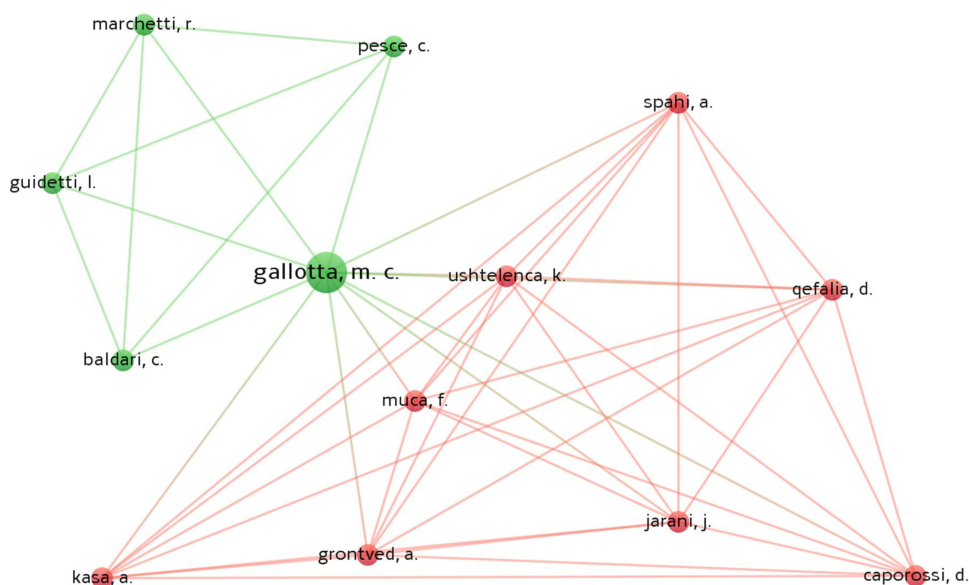 marchetti, r.
pesce, c.
spahi, a.
guidetti, l.
gallotta, m. c.
ushtelenca, k.
qefalia, d.
baldari, c.
muca, f.
jarani, j.
grontved, a.
kasa, a.
caporossi, d.